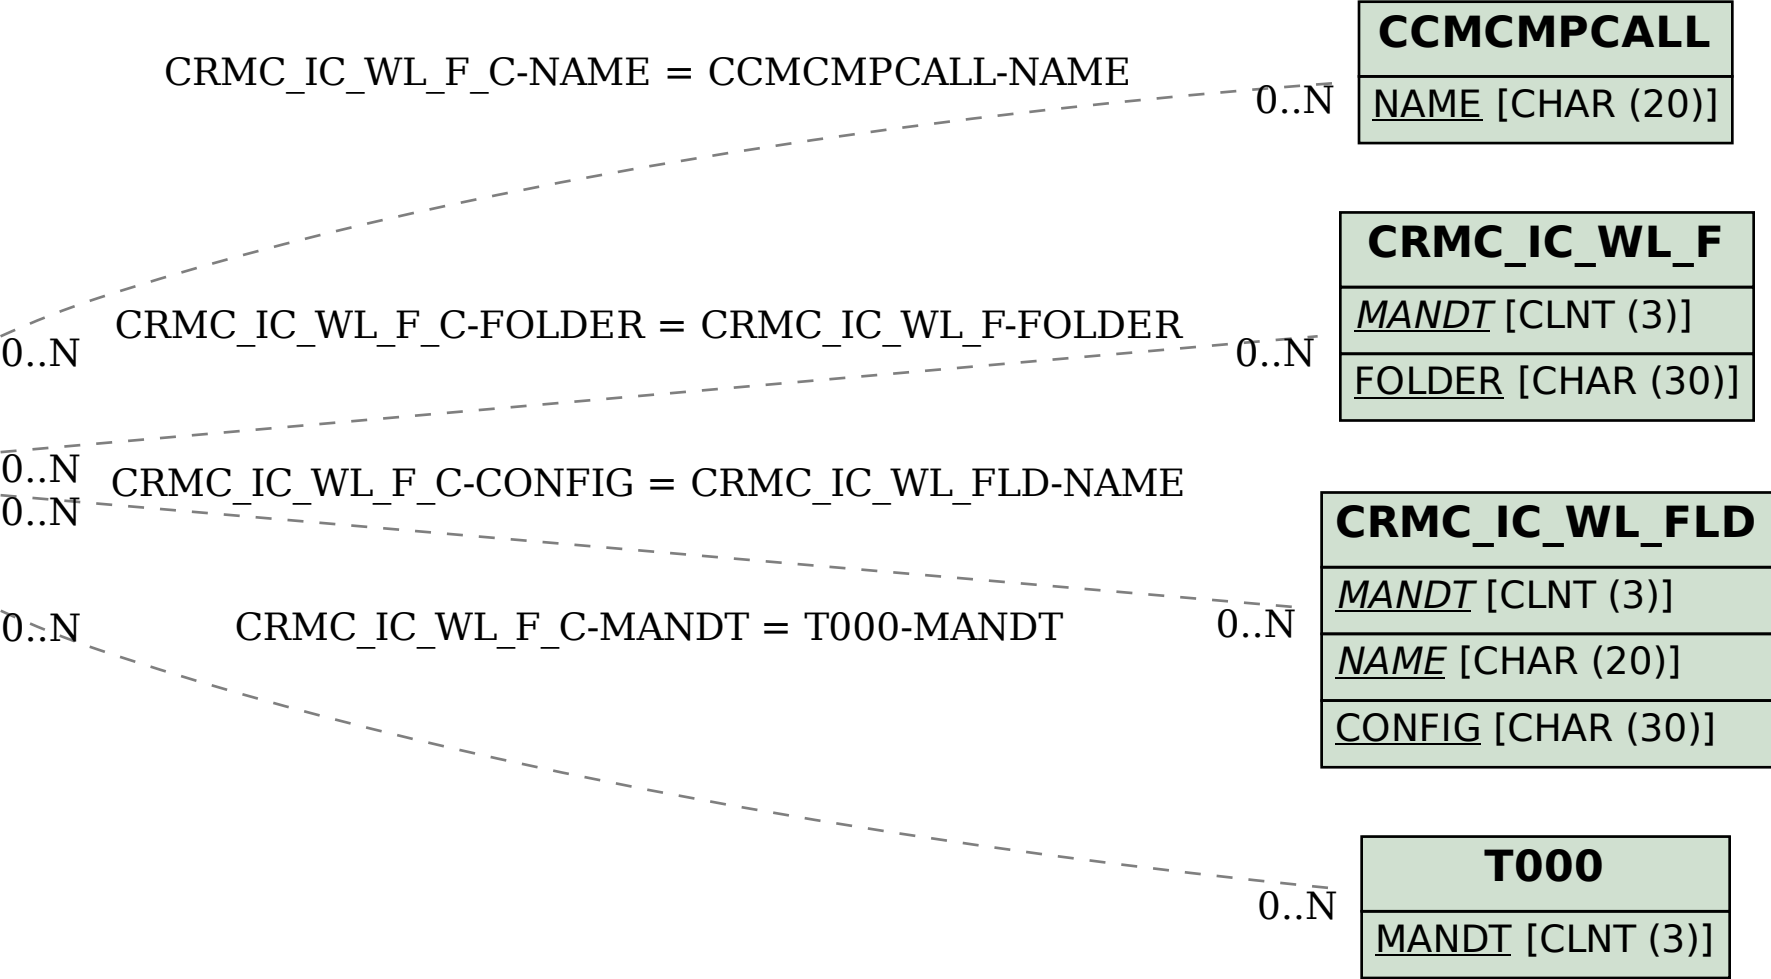 CCMCMPCALL
CRMC_IC_WL_F_C-NAME = CCMCMPCALL-NAME
0..N
NAME [CHAR (20)]
CRMC_IC_WL_F
MANDT [CLNT (3)]
CRMC_IC_WL_F_C-FOLDER = CRMC_IC_WL_F-FOLDER
0..N
0..N
FOLDER [CHAR (30)]
0..N
CRMC_IC_WL_F_C-CONFIG = CRMC_IC_WL_FLD-NAME
0..N
CRMC_IC_WL_FLD
MANDT [CLNT (3)]
0..N
CRMC_IC_WL_F_C-MANDT = T000-MANDT
0..N
NAME [CHAR (20)]
CONFIG [CHAR (30)]
T000
0..N
MANDT [CLNT (3)]